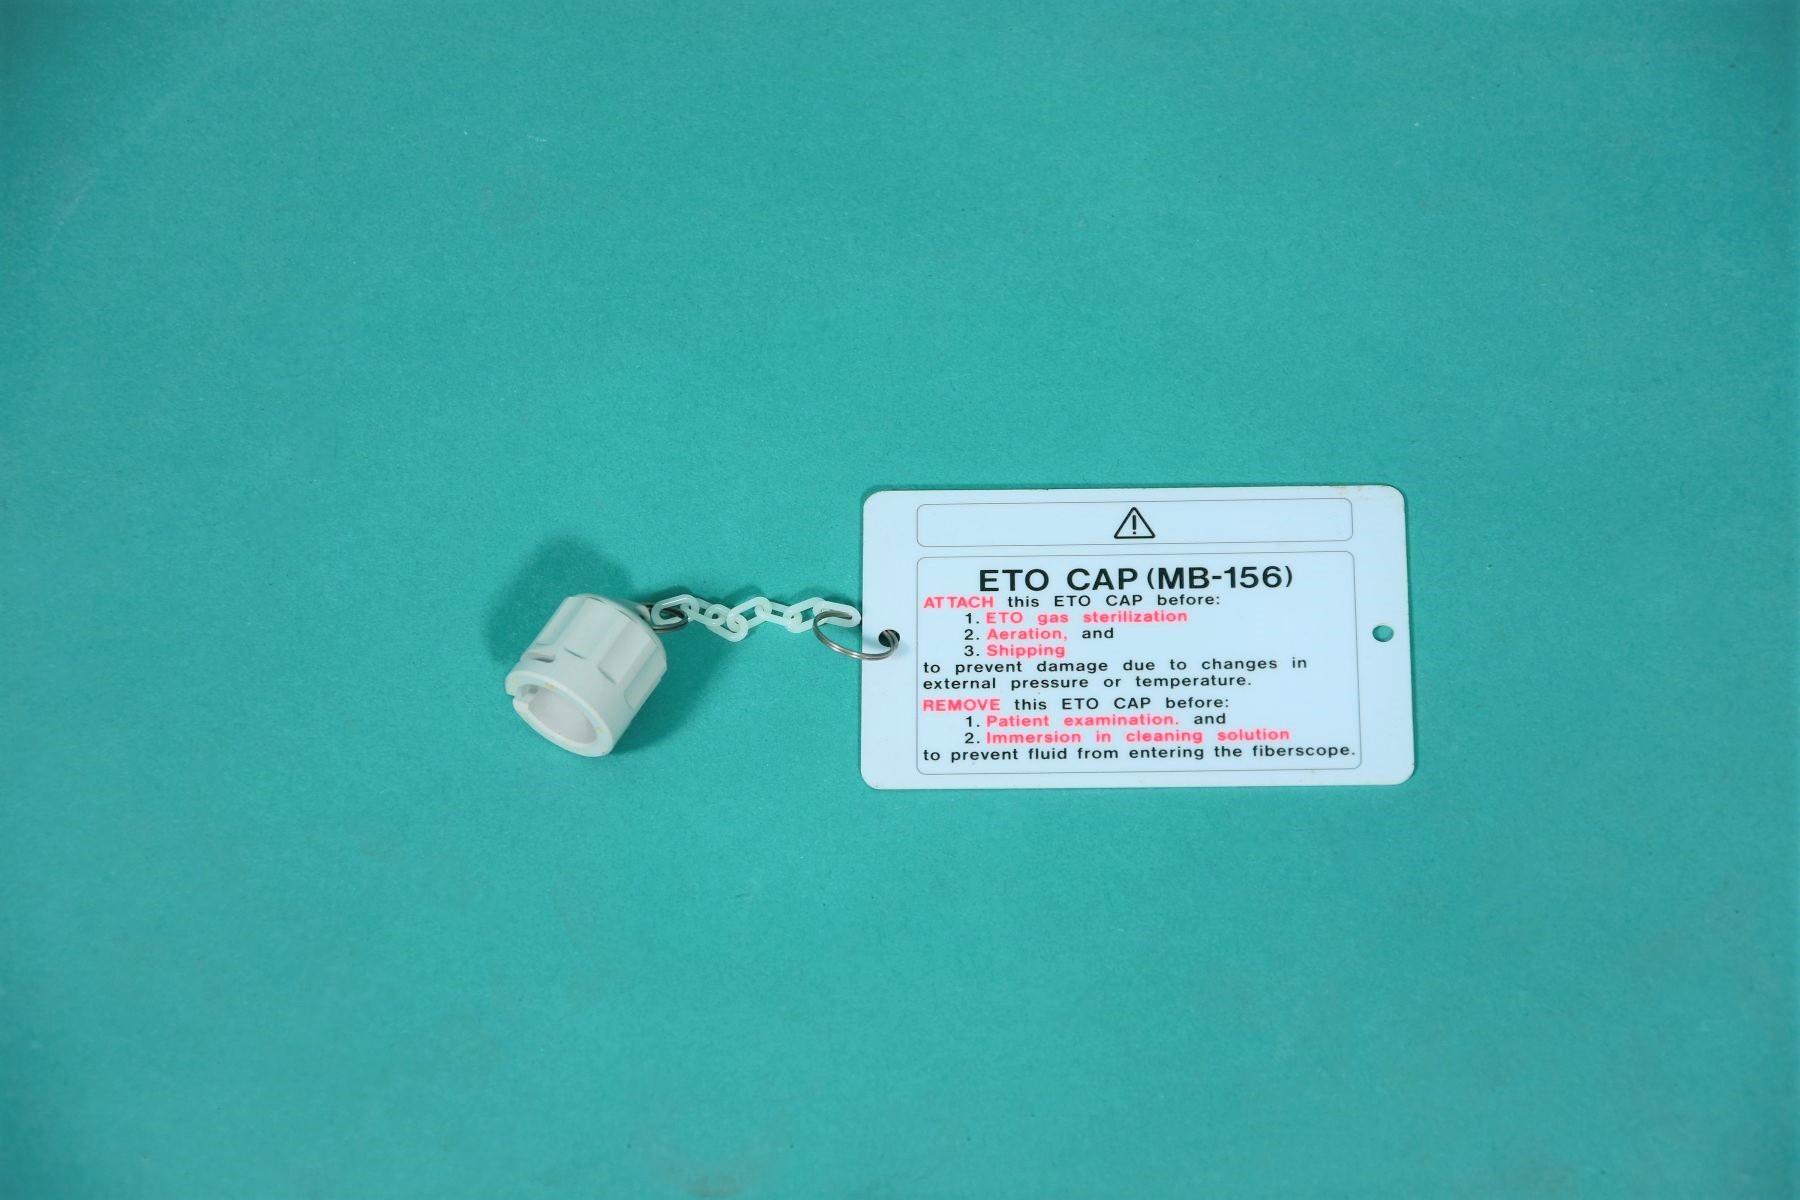 ETO CAP (MB-156)
ATTACH this ETO CAP before:
1. ETO gas sterilization
2. Aeration, and
3. Shipping
to prevent damage due to changes in
external pressure or temperature.
REMOVE this ETO CAP before:
1. Patient examination. and
2. Immersion in cleaning solution
to prevent fluid from entering the fiberscope.